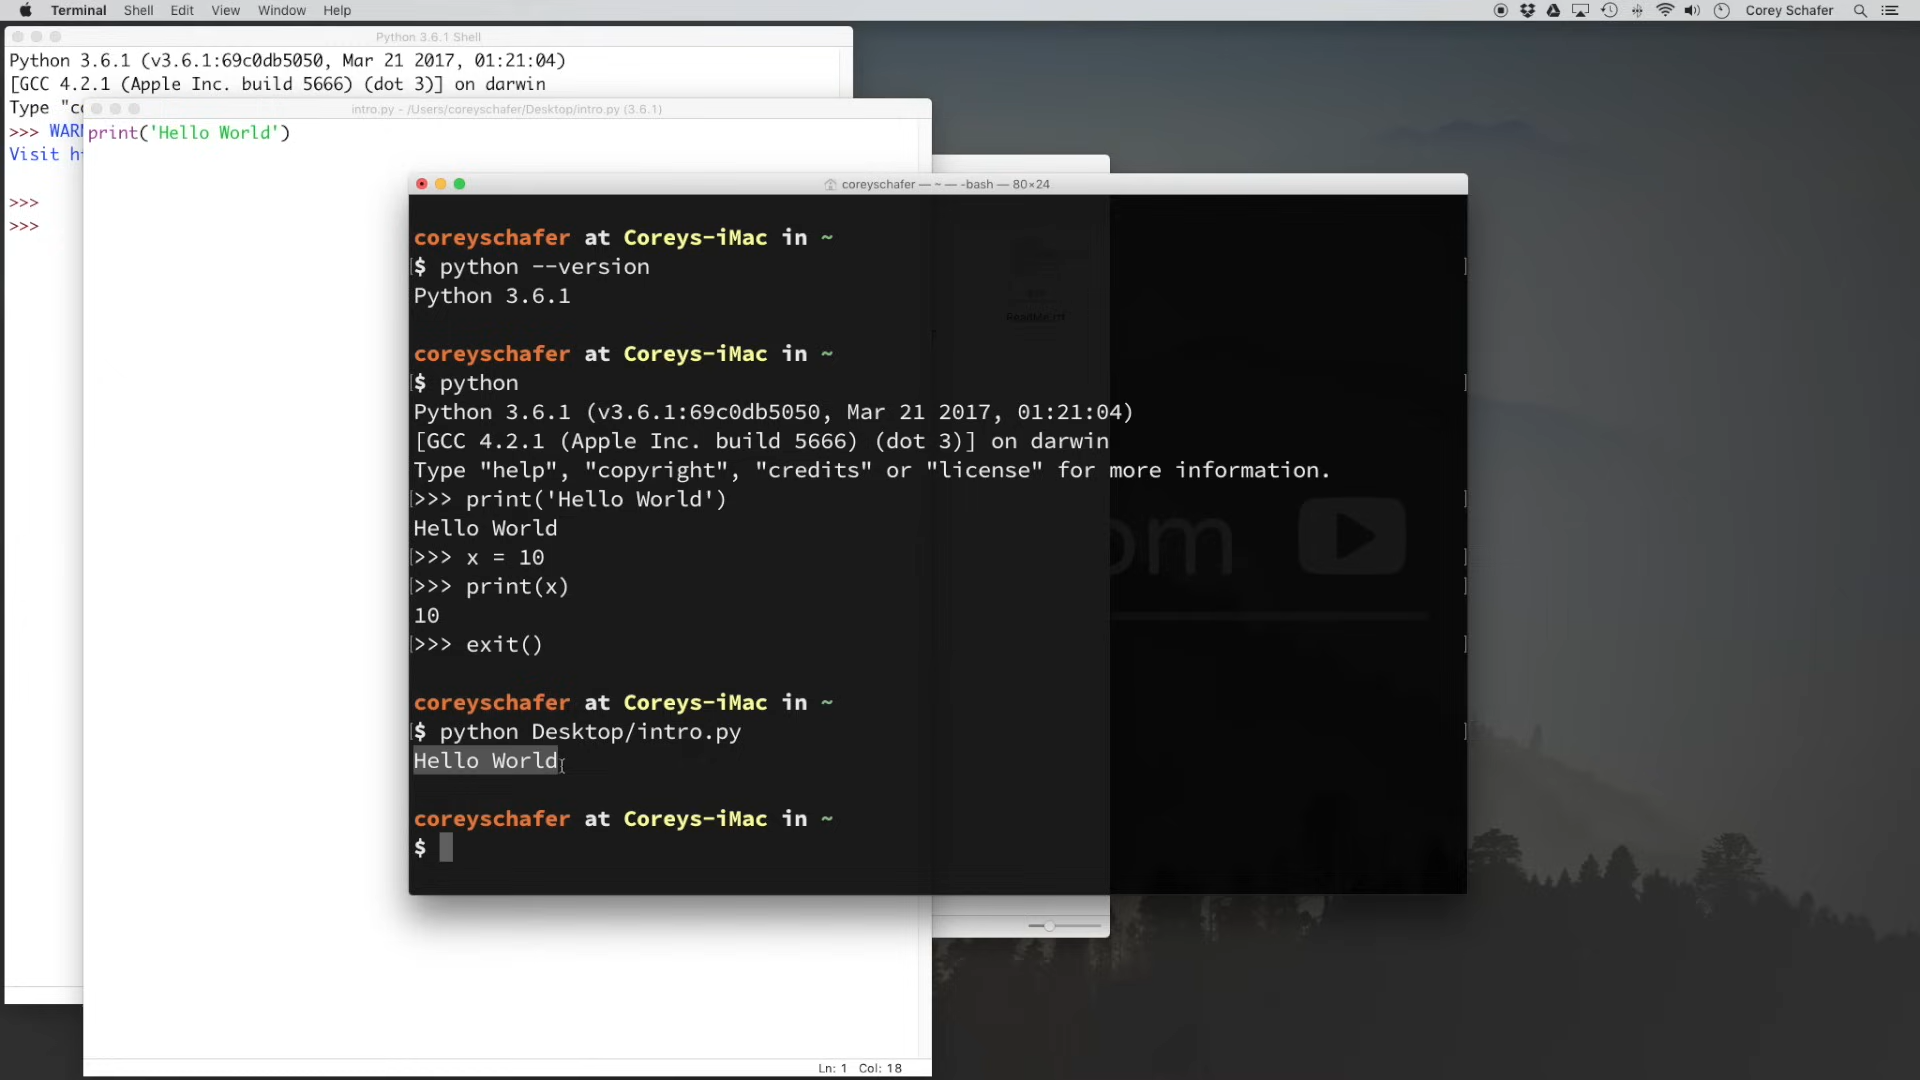 Terminal Shell Edit View Window Help
Corey Schafer
Python 3.6.1 Shell
Python 3.6.1 (v3.6.1:69c0db5050, Mar 21 2017, 01:21:04)
[GCC 4.2.1 (Apple Inc. build 5666) (dot 3)] on darwin
Type "c
>>> WARN
Visit h
>>>
>>>
intro.py - /Users/coreyschafer/Desktop/intro.py (3.6.1)
print('Hello World')
Ln: 1 Col: 18
coreyschafer — ~ — -bash — 80×24
coreyschafer at Coreys-iMac in ~
$ python --version
Python 3.6.1
coreyschafer at Coreys-iMac in ~
$ python
Python 3.6.1 (v3.6.1:69c0db5050, Mar 21 2017, 01:21:04)
[GCC 4.2.1 (Apple Inc. build 5666) (dot 3)] on darwin
Type "help", "copyright", "credits" or "license" for more information.
>>> print('Hello World')
Hello World
>>> x = 10
>>> print(x)
10
>>> exit()
coreyschafer at Coreys-iMac in ~
$ python Desktop/intro.py
Hello World
coreyschafer at Coreys-iMac in ~
$
ReadMe.rtf
om